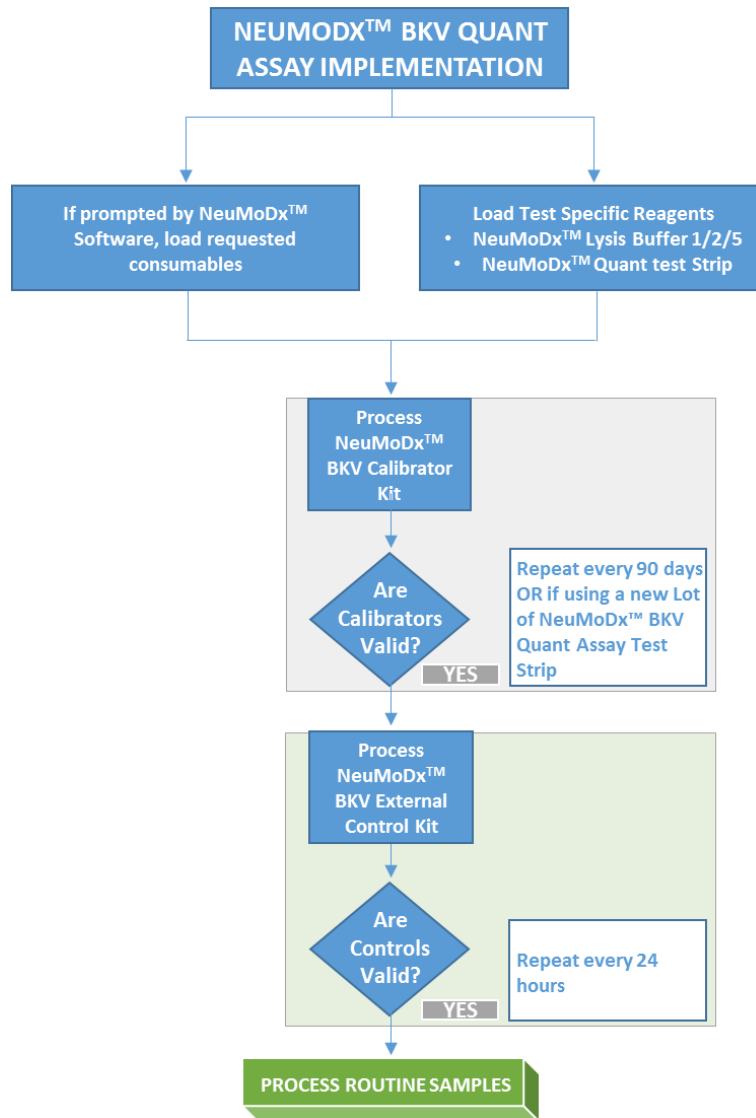 NEUMODX™ BKV QUANT
ASSAY IMPLEMENTATION
If prompted by NeuMoDx™
Software, load requested
consumables
Load Test Specific Reagents
• NeuMoDx™ Lysis Buffer 1/2/5
• NeuMoDx™ Quant test Strip
Process
NeuMoDx™
BKV Calibrator
Kit
Are
Calibrators
Valid?
YES
Repeat every 90 days
OR if using a new Lot
of NeuMoDx™ BKV
Quant Assay Test
Strip
Process
NeuMoDx™
BKV External
Control Kit
Are
Controls
Valid?
YES
Repeat every 24
hours
PROCESS ROUTINE SAMPLES